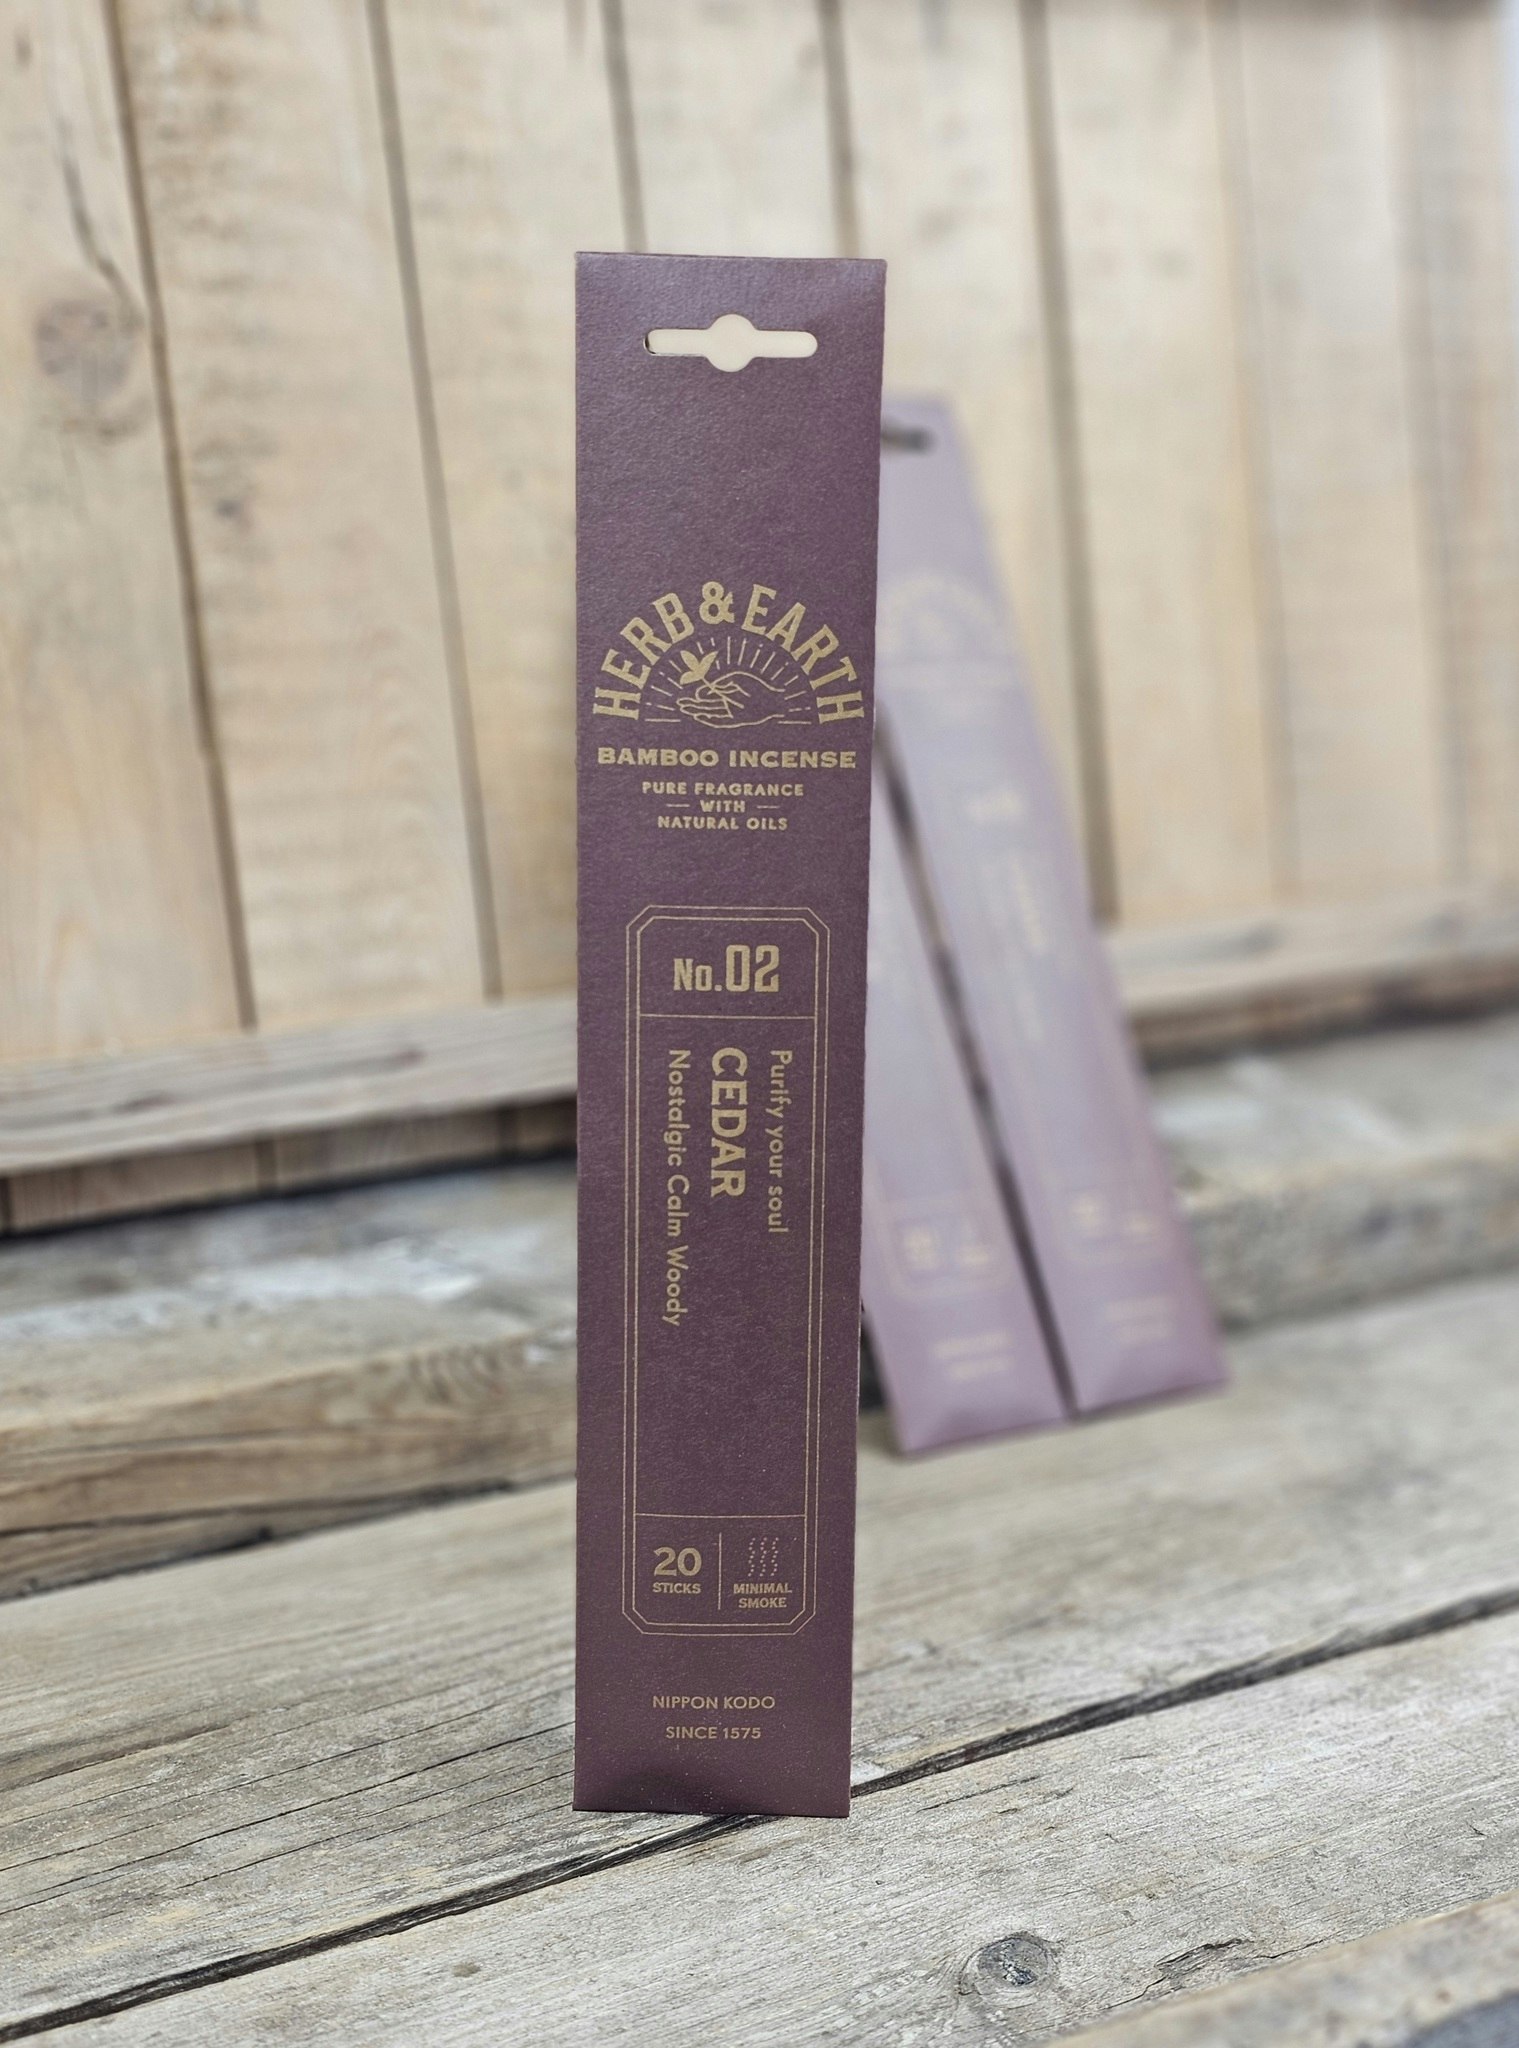 HERB & EARTH
BAMBOO INCENSE
PURE FRAGRANCE
WITH
NATURAL OILS
No.02
Purify your soul
CEDAR
Nostalgic Calm Woody
20
STICKS
MINIMAL
SMOKE
NIPPON KODO
SINCE 1575